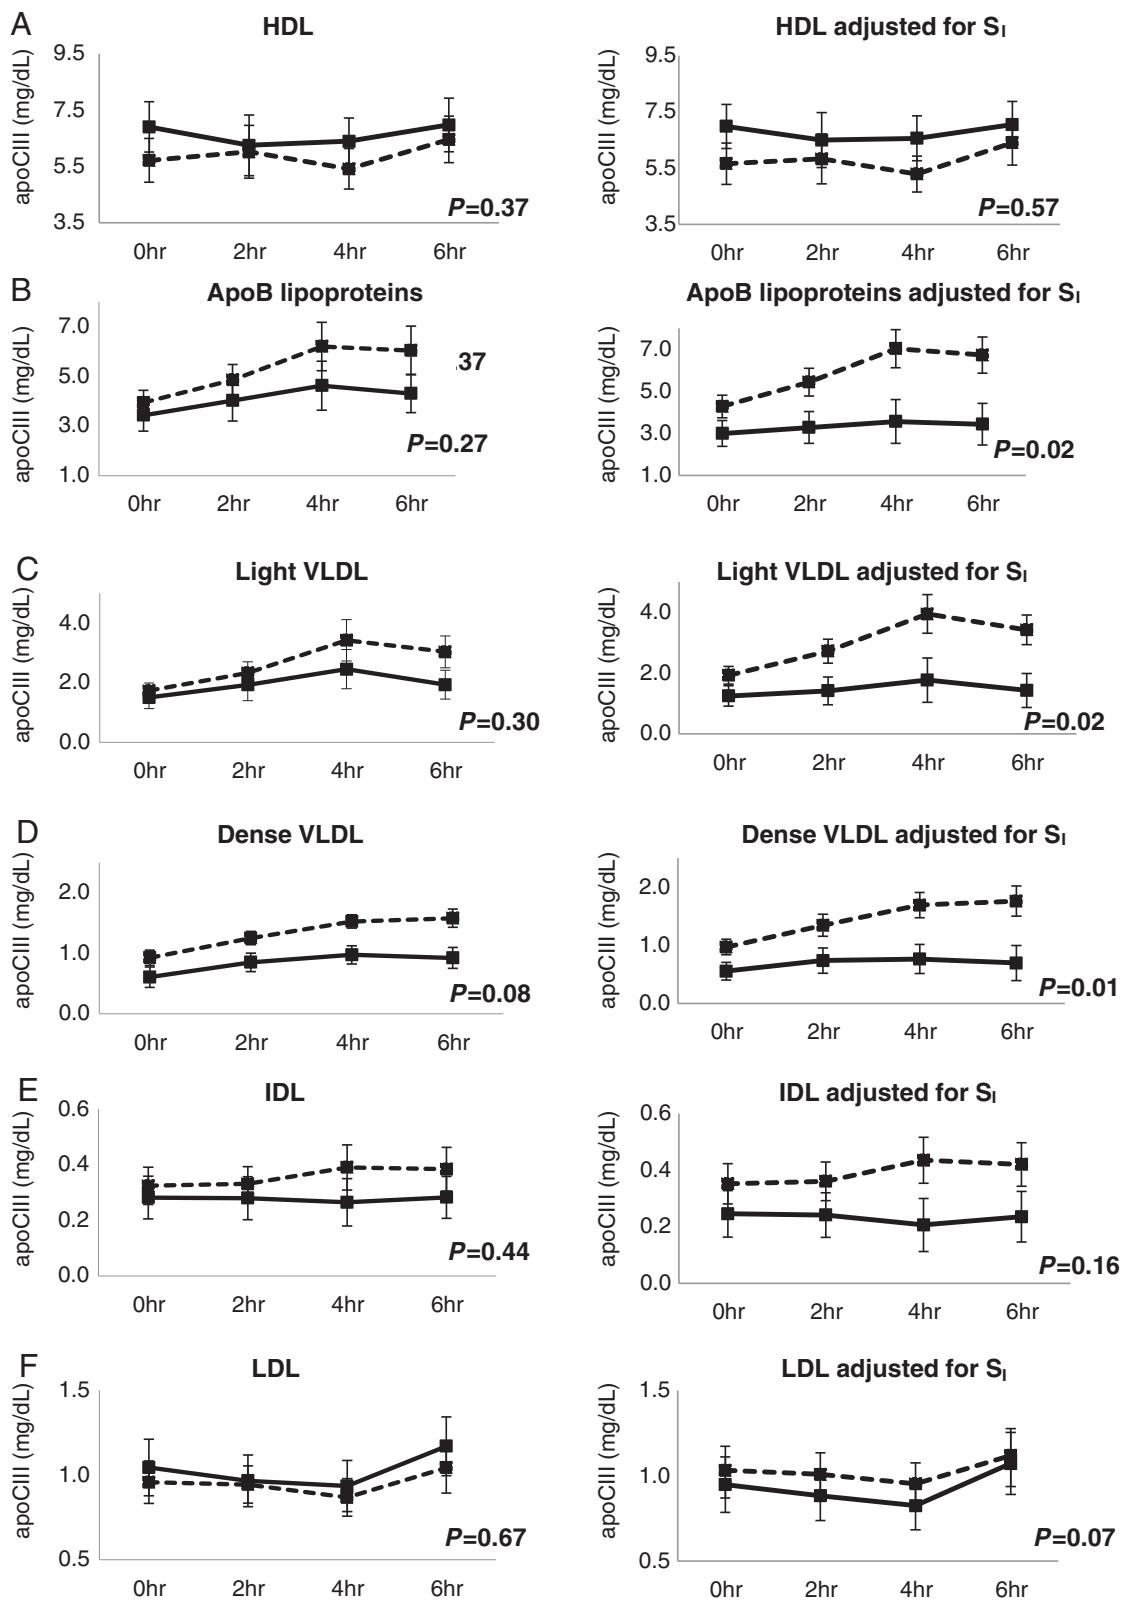 A
HDL
apoCIII (mg/dL)
9.5
7.5
5.5
3.5
P=0.37
0hr 2hr 4hr 6hr
HDL adjusted for SI
apoCIII (mg/dL)
9.5
7.5
5.5
3.5
P=0.57
0hr 2hr 4hr 6hr
B
ApoB lipoproteins
apoCIII (mg/dL)
7.0
5.0
3.0
1.0
.37
P=0.27
0hr 2hr 4hr 6hr
ApoB lipoproteins adjusted for SI
apoCIII (mg/dL)
7.0
5.0
3.0
1.0
P=0.02
0hr 2hr 4hr 6hr
C
Light VLDL
apoCIII (mg/dL)
4.0
2.0
0.0
P=0.30
0hr 2hr 4hr 6hr
Light VLDL adjusted for SI
apoCIII (mg/dL)
4.0
2.0
0.0
P=0.02
0hr 2hr 4hr 6hr
D
Dense VLDL
apoCIII (mg/dL)
2.0
1.0
0.0
P=0.08
0hr 2hr 4hr 6hr
Dense VLDL adjusted for SI
apoCIII (mg/dL)
2.0
1.0
0.0
P=0.01
0hr 2hr 4hr 6hr
E
IDL
apoCIII (mg/dL)
0.6
0.4
0.2
0.0
P=0.44
0hr 2hr 4hr 6hr
IDL adjusted for SI
apoCIII (mg/dL)
0.6
0.4
0.2
0.0
P=0.16
0hr 2hr 4hr 6hr
F
LDL
apoCIII (mg/dL)
1.5
1.0
0.5
P=0.67
0hr 2hr 4hr 6hr
LDL adjusted for SI
apoCIII (mg/dL)
1.5
1.0
0.5
P=0.07
0hr 2hr 4hr 6hr